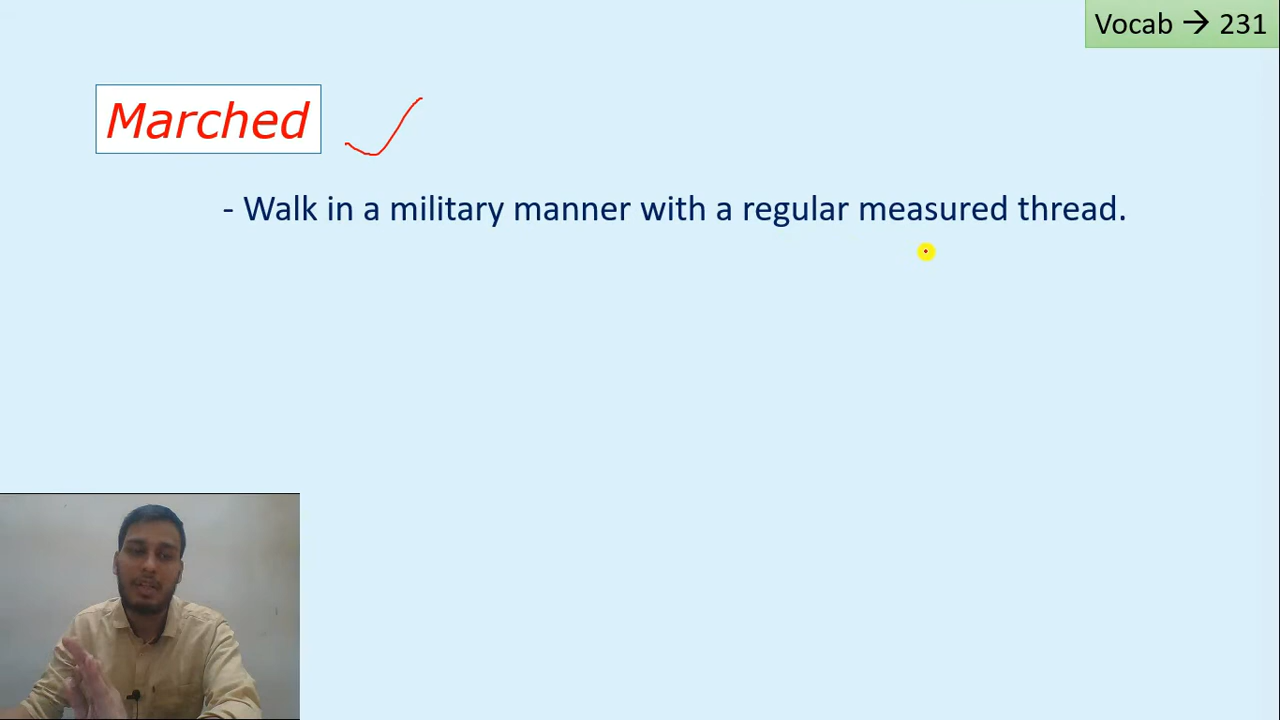 Vocab → 231
Marched
- Walk in a military manner with a regular measured thread.